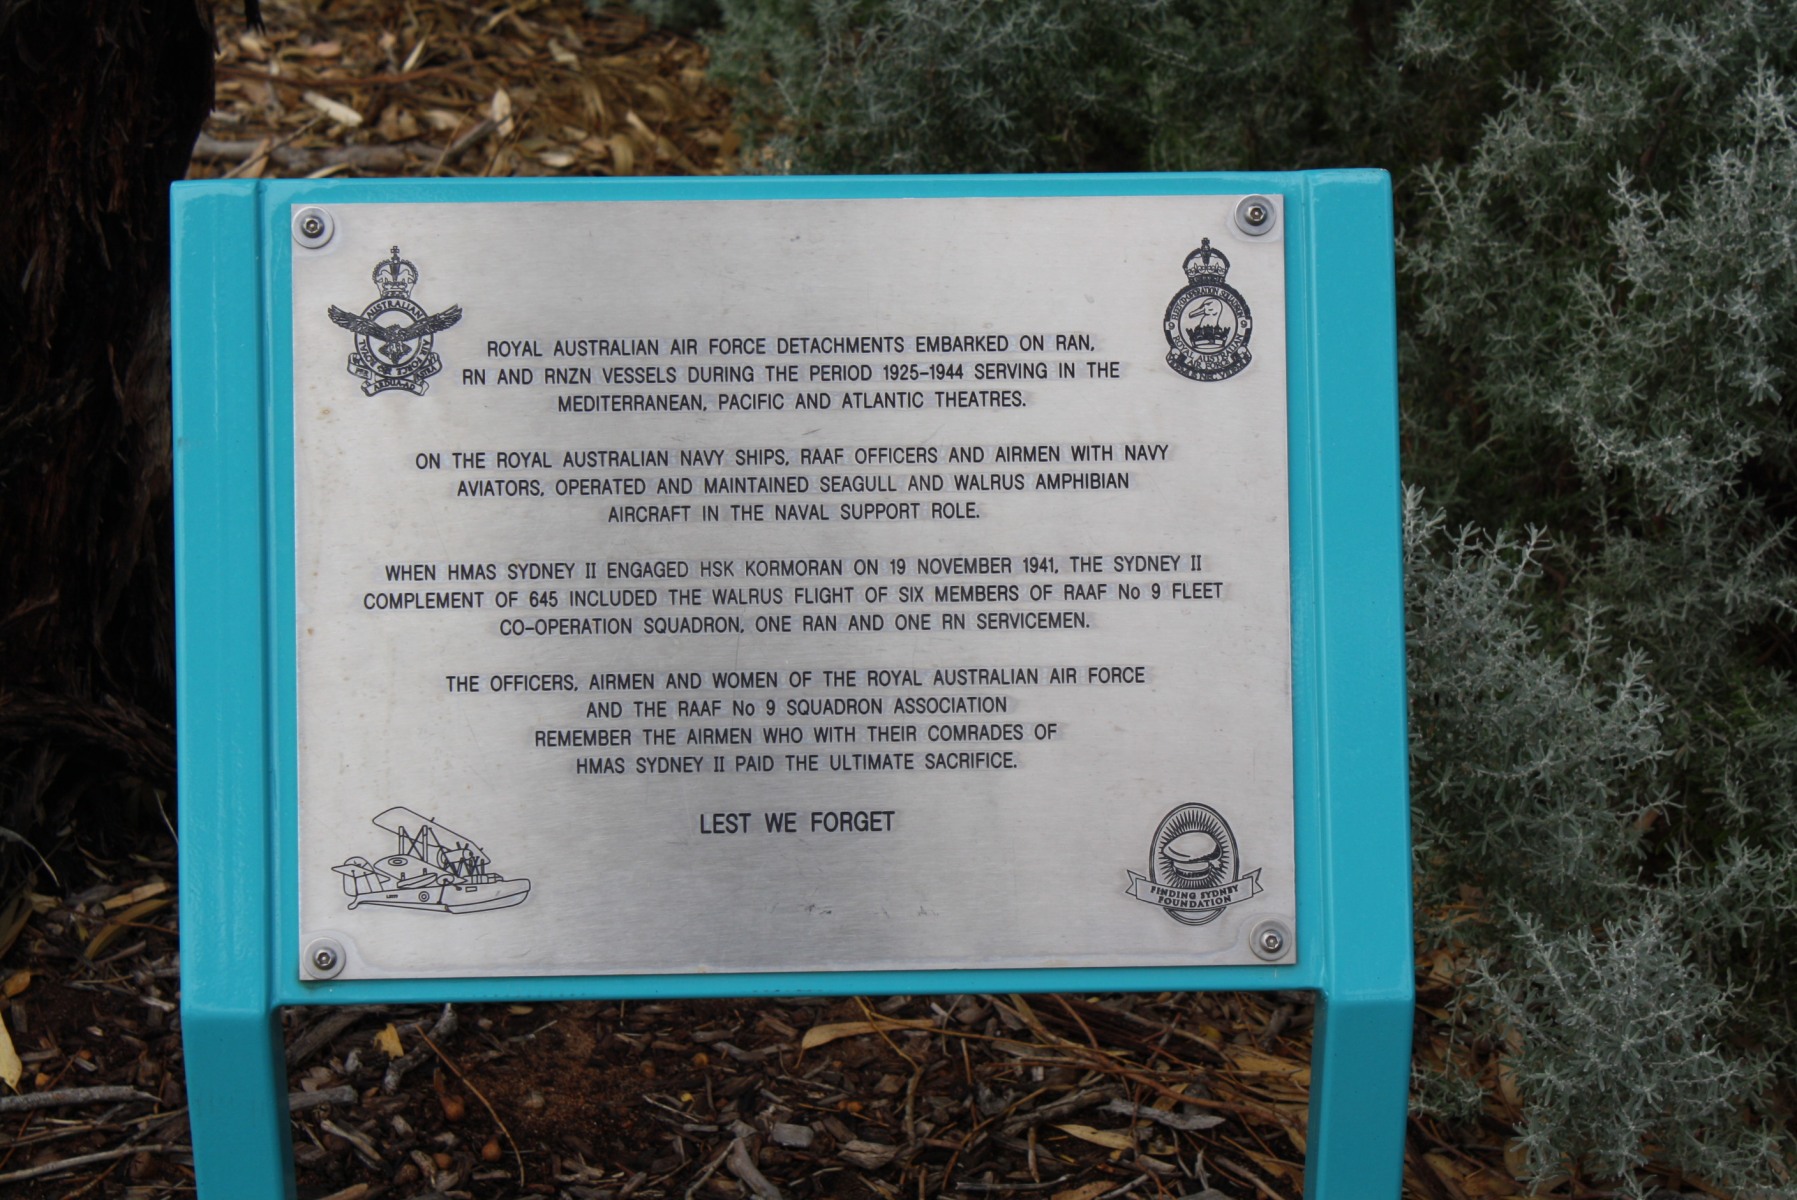 ROYAL AUSTRALIAN AIR FORCE DETACHMENTS EMBARKED ON RAN,
RN AND RNZN VESSELS DURING THE PERIOD 1925-1944 SERVING IN THE
MEDITERRANEAN, PACIFIC AND ATLANTIC THEATRES.
ON THE ROYAL AUSTRALIAN NAVY SHIPS, RAAF OFFICERS AND AIRMEN WITH NAVY
AVIATORS, OPERATED AND MAINTAINED SEAGULL AND WALRUS AMPHIBIAN
AIRCRAFT IN THE NAVAL SUPPORT ROLE.
WHEN HMAS SYDNEY II ENGAGED HSK KORMORAN ON 19 NOVEMBER 1941, THE SYDNEY II
COMPLEMENT OF 645 INCLUDED THE WALRUS FLIGHT OF SIX MEMBERS OF RAAF No 9 FLEET
CO-OPERATION SQUADRON, ONE RAN AND ONE RN SERVICEMEN.
THE OFFICERS, AIRMEN AND WOMEN OF THE ROYAL AUSTRALIAN AIR FORCE
AND THE RAAF No 9 SQUADRON ASSOCIATION
REMEMBER THE AIRMEN WHO WITH THEIR COMRADES OF
HMAS SYDNEY II PAID THE ULTIMATE SACRIFICE.
LEST WE FORGET
FINDING SYDNEY
FOUNDATION